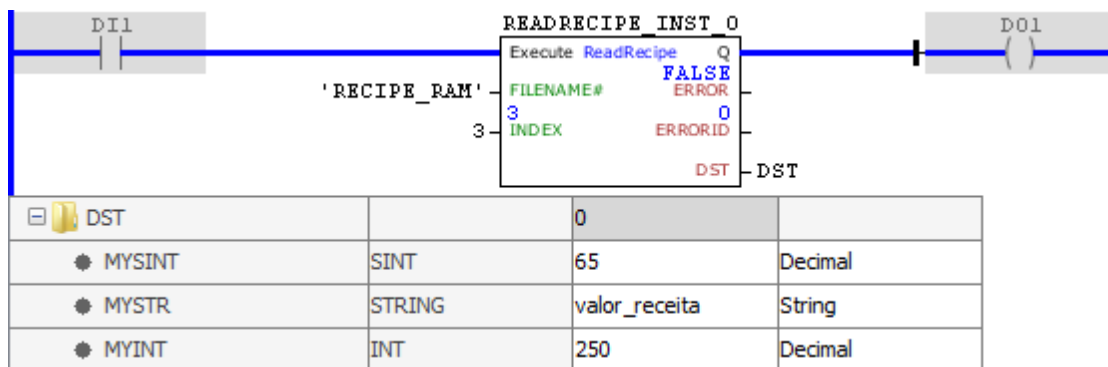 DI1 READRECIPE_INST_0 DO1
Execute ReadRecipe Q
FALSE
'RECIPE_RAM' FILENAME# ERROR
3 0
3 INDEX ERRORID
DST DST
DST 0
MYSINT SINT 65 Decimal
MYSTR STRING valor_receita String
MYINT INT 250 Decimal